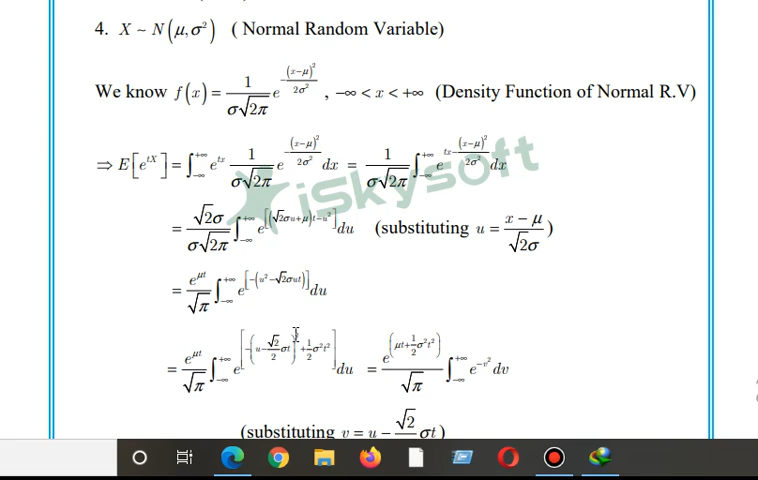 4. X ~ N(μ,σ²) ( Normal Random Variable)
We know f(x) = 1/(σ√2π) e^(-(x−μ)²/2σ²) , −∞ < x < +∞ (Density Function of Normal R.V)
⇒ E[e^(tX)] = ∫_(−∞)^(+∞) e^(tx) 1/(σ√2π) e^(-(x−μ)²/2σ²) dx = 1/(σ√2π) ∫_(−∞)^(+∞) e^(tx−(x−μ)²/2σ²) dx
iSkysoft
= √2σ/(σ√2π) ∫_(−∞)^(+∞) e^[(√2σu+μ)t−u²] du (substituting u = (x − μ)/(√2σ) )
= e^(μt)/√π ∫_(−∞)^(+∞) e^[−(u²−√2σut)] du
= e^(μt)/√π ∫_(−∞)^(+∞) e^[−(u−(√2/2)σt)²+(1/2)σ²t²] du = e^(μt+(1/2)σ²t²)/√π ∫_(−∞)^(+∞) e^(−v²) dv
(substituting v = u − √2 σt )